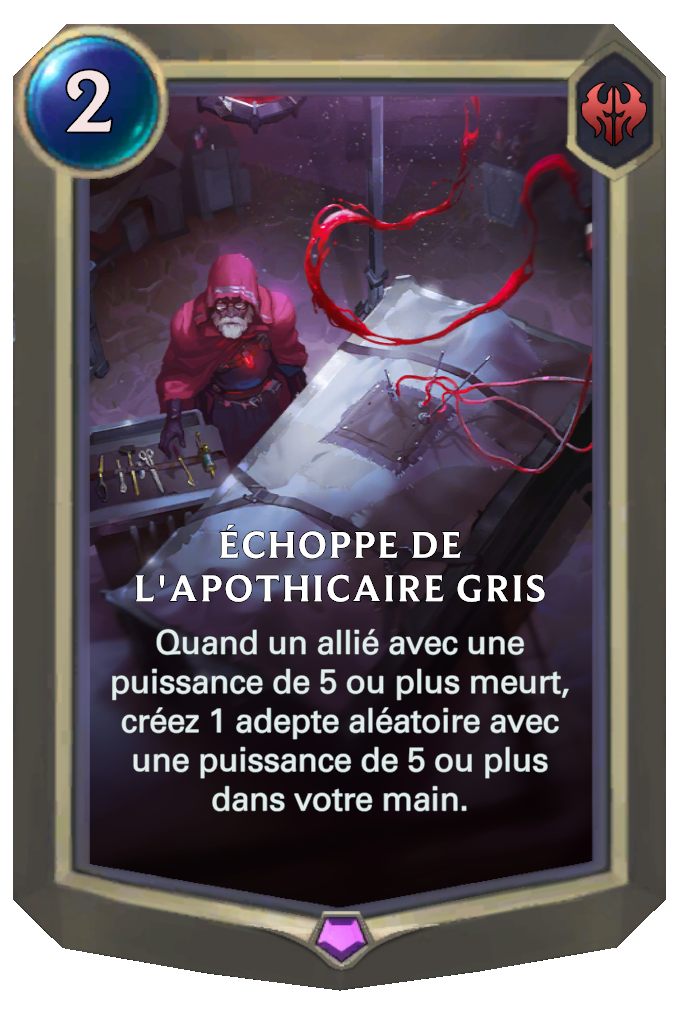 2
ÉCHOPPE DE
L'APOTHICAIRE GRIS
Quand un allié avec une
puissance de 5 ou plus meurt,
créez 1 adepte aléatoire avec
une puissance de 5 ou plus
dans votre main.